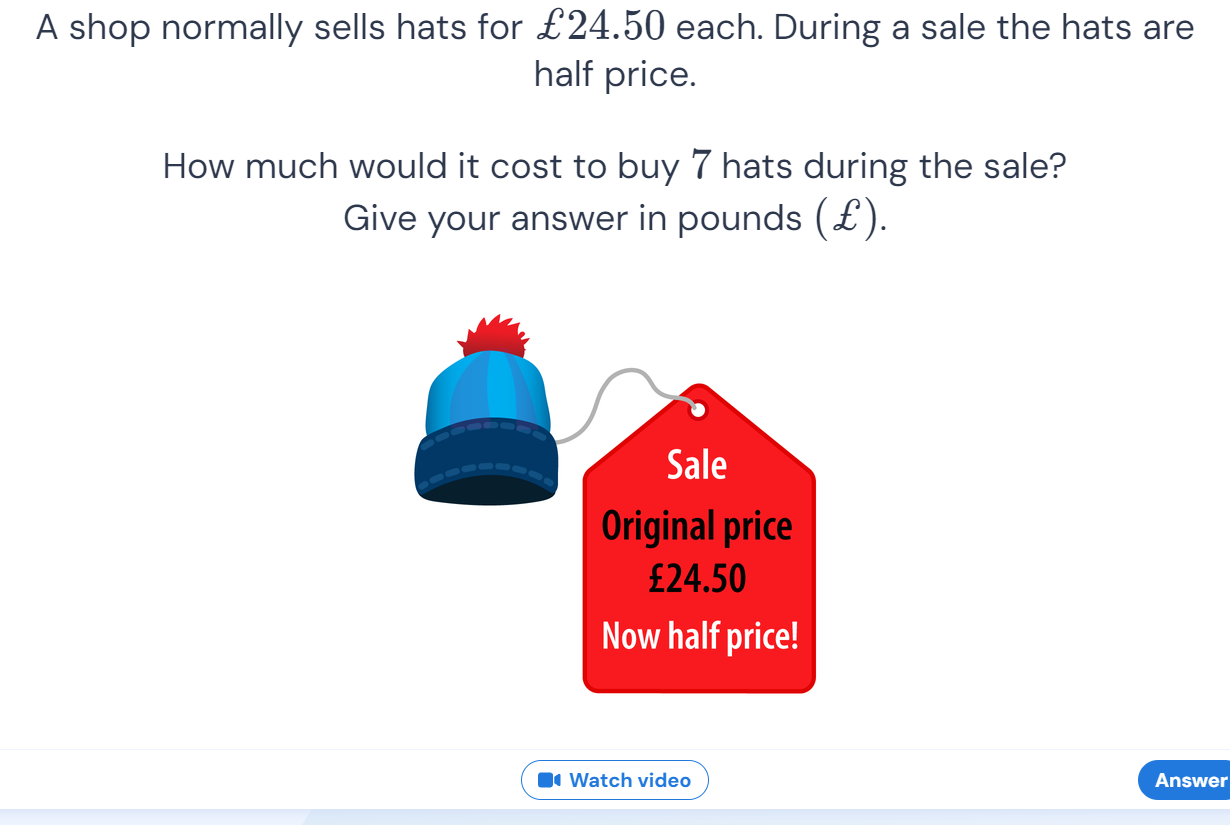 A shop normally sells hats for £24.50 each. During a sale the hats are
half price.
How much would it cost to buy 7 hats during the sale?
Give your answer in pounds (£).
Sale
Original price
£24.50
Now half price!
Watch video
Answer